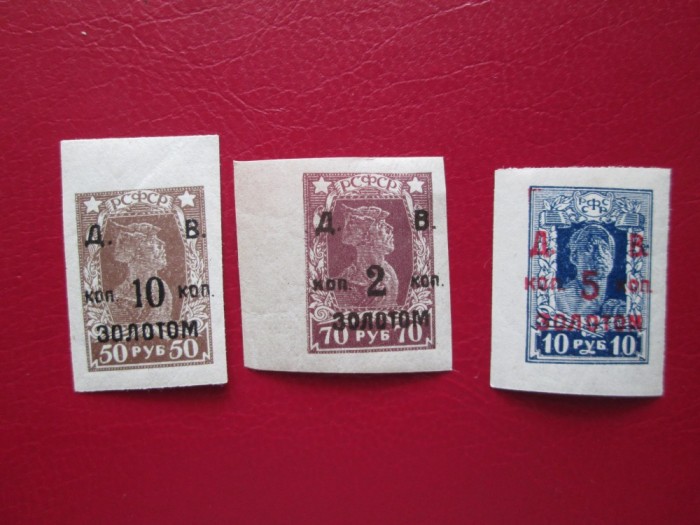 РСФСР
Д. В.
коп. 10 коп.
ЗОЛОТОМ
50 РУБ 50
РСФСР
Д. В.
коп. 2 коп.
ЗОЛОТОМ
70 РУБ 70
РСФСР
Д. В.
коп. 5 коп.
ЗОЛОТОМ
10 РУБ 10